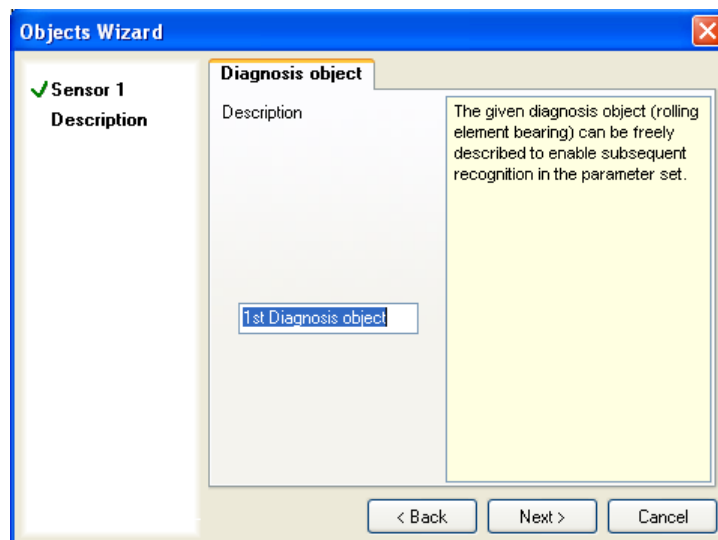 Objects Wizard
Sensor 1
Description
Diagnosis object
Description
1st Diagnosis object
The given diagnosis object (rolling
element bearing) can be freely
described to enable subsequent
recognition in the parameter set.
< Back
Next >
Cancel